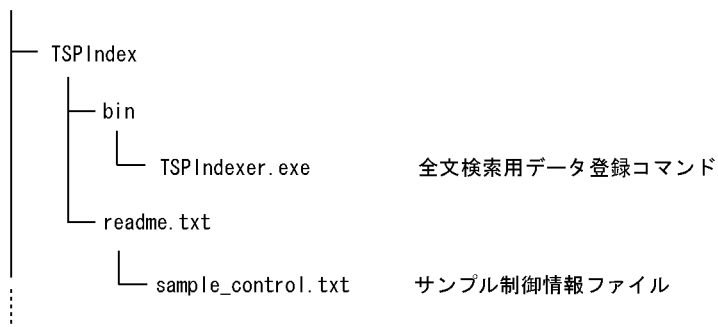 TSPIndex
bin
TSPIndexer.exe 全文検索用データ登録コマンド
readme.txt
sample_control.txt サンプル制御情報ファイル